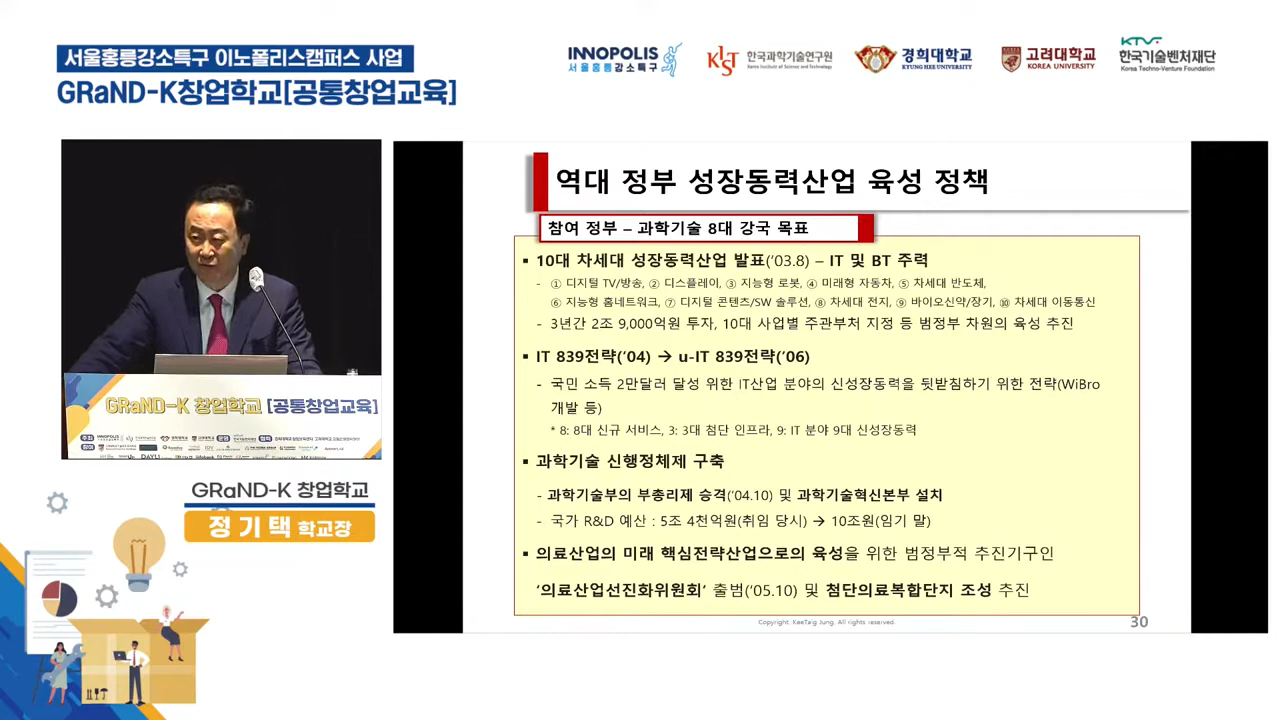 서울홍릉강소특구 이노폴리스캠퍼스 사업
GRaND-K창업학교[공통창업교육]
INNOPOLIS
서울홍릉강소특구
KIST 한국과학기술연구원
Korea Institute of Science and Technology
경희대학교
KYUNG HEE UNIVERSITY
고려대학교
KOREA UNIVERSITY
KTVF
한국기술벤처재단
Korea Techno-Venture Foundation
역대 정부 성장동력산업 육성 정책
참여 정부 – 과학기술 8대 강국 목표
▪ 10대 차세대 성장동력산업 발표('03.8) – IT 및 BT 주력
- ① 디지털 TV/방송, ② 디스플레이, ③ 지능형 로봇, ④ 미래형 자동차, ⑤ 차세대 반도체,
⑥ 지능형 홈네트워크, ⑦ 디지털 콘텐츠/SW 솔루션, ⑧ 차세대 전지, ⑨ 바이오신약/장기, ⑩ 차세대 이동통신
- 3년간 2조 9,000억원 투자, 10대 사업별 주관부처 지정 등 범정부 차원의 육성 추진
▪ IT 839전략('04) → u-IT 839전략('06)
- 국민 소득 2만달러 달성 위한 IT산업 분야의 신성장동력을 뒷받침하기 위한 전략(WiBro
개발 등)
* 8: 8대 신규 서비스, 3: 3대 첨단 인프라, 9: IT 분야 9대 신성장동력
▪ 과학기술 신행정체제 구축
- 과학기술부의 부총리제 승격('04.10) 및 과학기술혁신본부 설치
- 국가 R&D 예산 : 5조 4천억원(취임 당시) → 10조원(임기 말)
▪ 의료산업의 미래 핵심전략산업으로의 육성을 위한 범정부적 추진기구인
'의료산업선진화위원회' 출범('05.10) 및 첨단의료복합단지 조성 추진
Copyright. KeeTaig Jung. All rights reserved.
30
GRaND-K 창업학교 [공통창업교육]
GRaND-K 창업학교
정기택 학교장